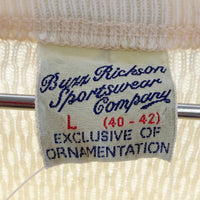 Buzz Rickson
Sportswear
Company
L (40 - 42)
EXCLUSIVE OF
ORNAMENTATION